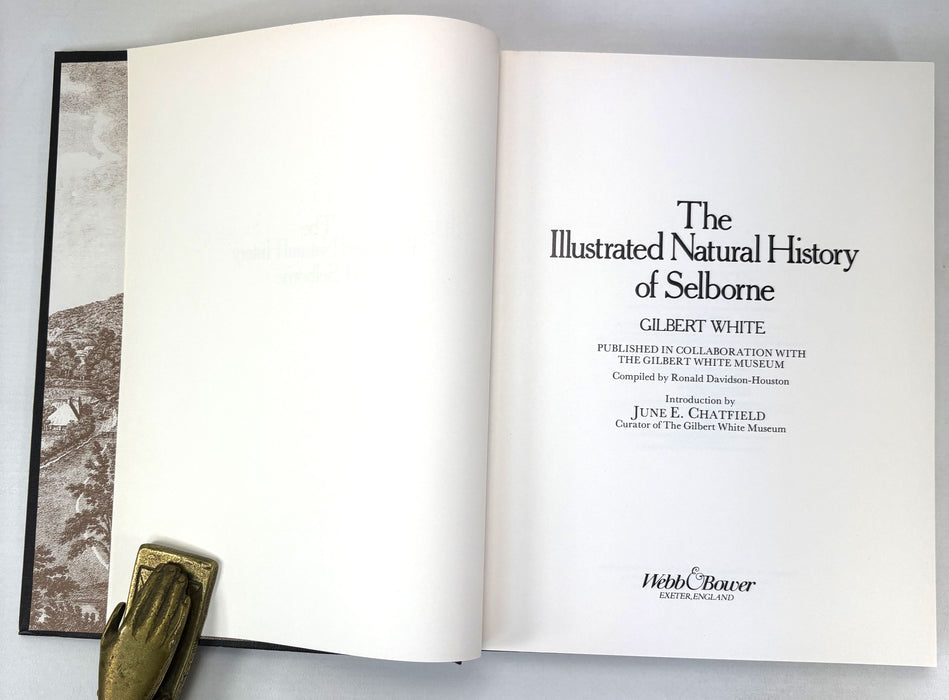 The
Illustrated Natural History
of Selborne
GILBERT WHITE
PUBLISHED IN COLLABORATION WITH
THE GILBERT WHITE MUSEUM
Compiled by Ronald Davidson-Houston
Introduction by
JUNE E. CHATFIELD
Curator of The Gilbert White Museum
Webb & Bower
EXETER, ENGLAND